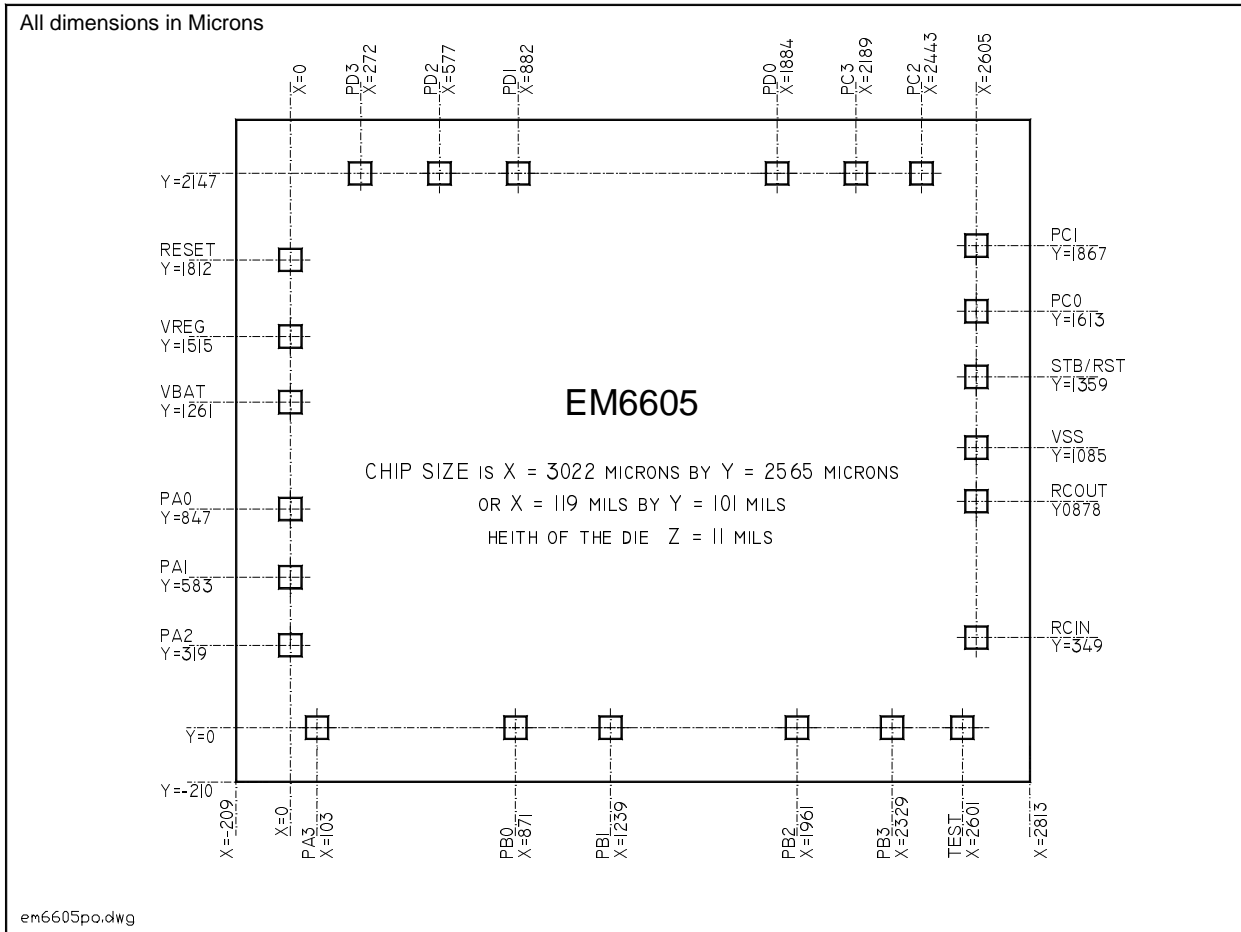 All dimensions in Microns
X=0
PD3
X=272
PD2
X=577
PD1
X=882
PD0
X=1884
PC3
X=2189
PC2
X=2443
X=2605
Y=2147
RESET
Y=1812
VREG
Y=1515
VBAT
Y=1261
PA0
Y=847
PA1
Y=583
PA2
Y=319
Y=0
Y=-210
PC1
Y=1867
PC0
Y=1613
STB/RST
Y=1359
VSS
Y=1085
RCOUT
Y0878
RCIN
Y=349
EM6605
CHIP SIZE IS X = 3022 MICRONS BY Y = 2565 MICRONS
OR X = 119 MILS BY Y = 101 MILS
HEITH OF THE DIE Z = 11 MILS
X=-209
X=0
PA3
X=103
PB0
X=871
PB1
X=1239
PB2
X=1961
PB3
X=2329
TEST
X=2601
X=2813
em6605po.dwg